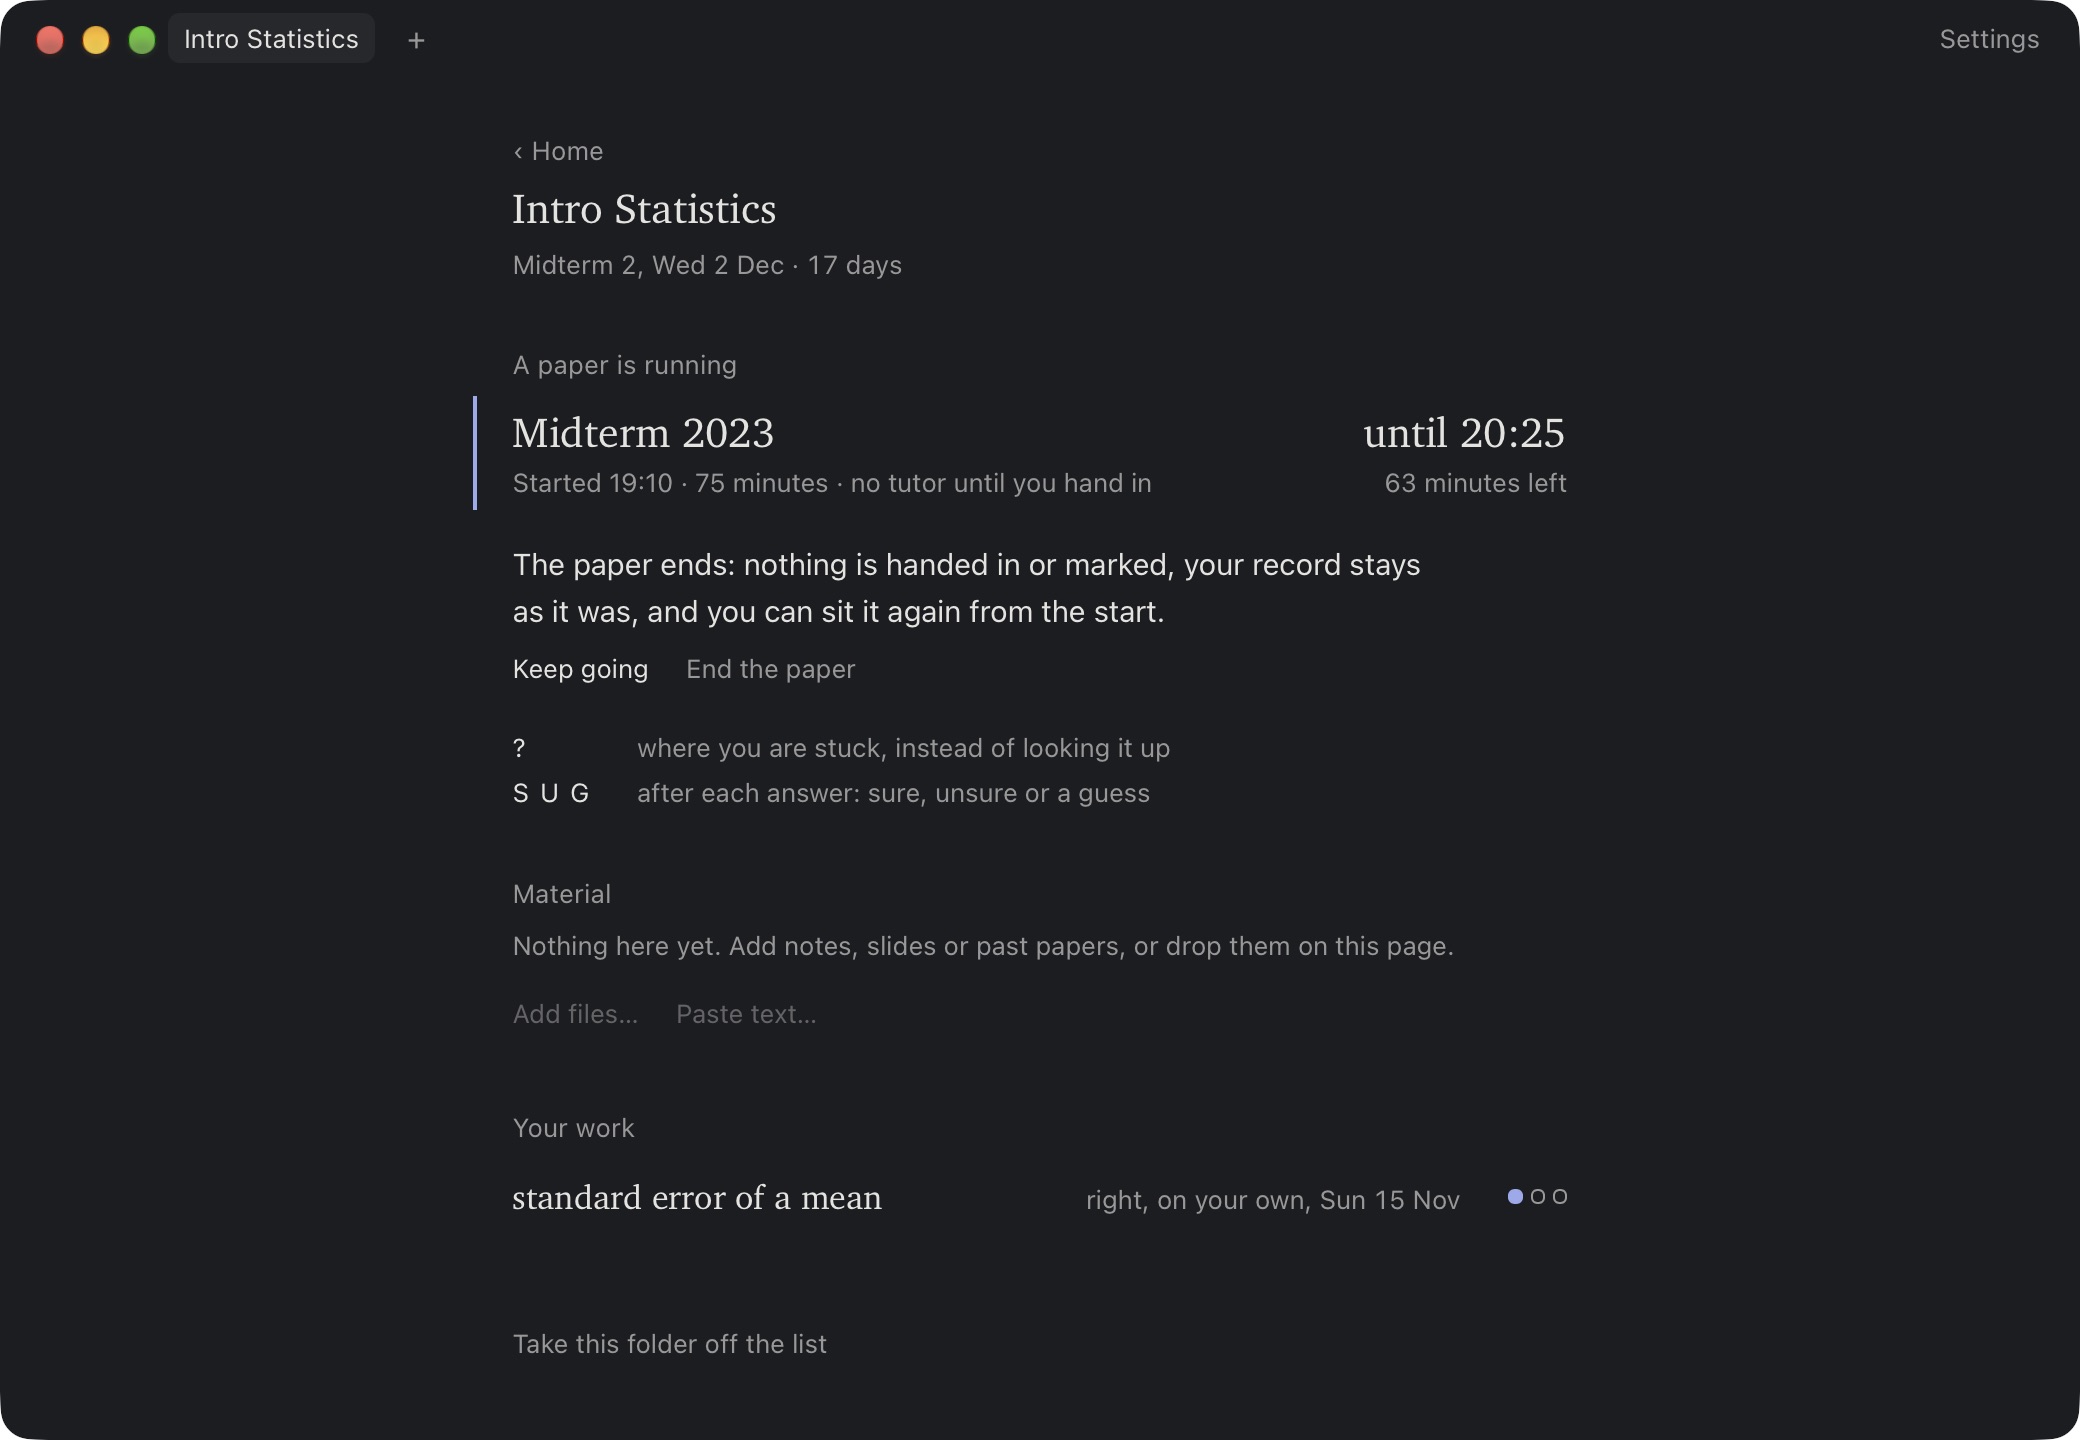 Intro Statistics
+
Settings
‹ Home
Intro Statistics
Midterm 2, Wed 2 Dec · 17 days
A paper is running
Midterm 2023
until 20:25
Started 19:10 · 75 minutes · no tutor until you hand in
63 minutes left
The paper ends: nothing is handed in or marked, your record stays
as it was, and you can sit it again from the start.
Keep going
End the paper
? where you are stuck, instead of looking it up
S U G after each answer: sure, unsure or a guess
Material
Nothing here yet. Add notes, slides or past papers, or drop them on this page.
Add files...
Paste text...
Your work
standard error of a mean
right, on your own, Sun 15 Nov
Take this folder off the list